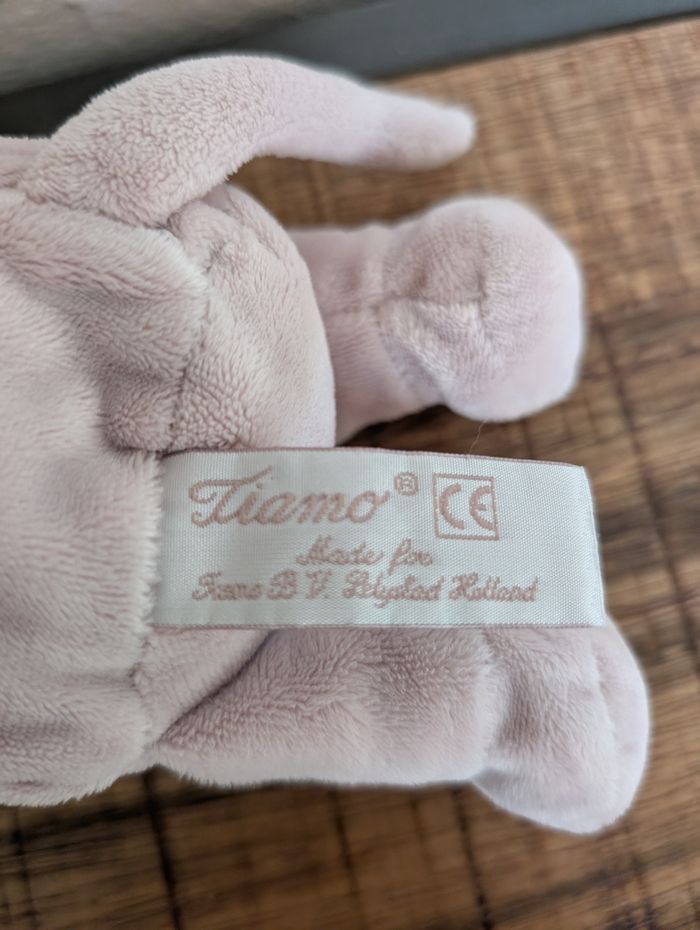 Tiamo® CE
Made for
Tiamo B V. Lelystad Holland